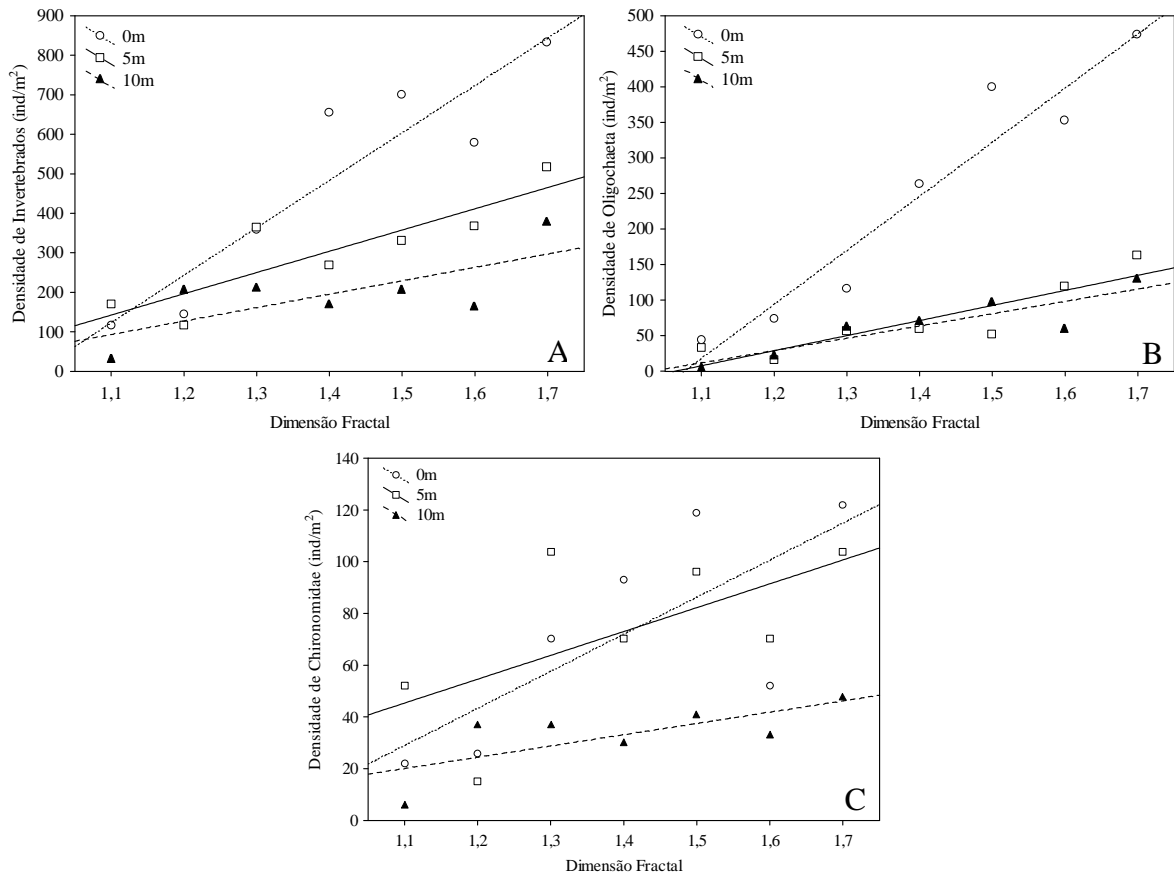 Densidade de Invertebrados (ind/m²)
900
800
700
600
500
400
300
200
100
0
0m
5m
10m
A
1,1 1,2 1,3 1,4 1,5 1,6 1,7
Dimensão Fractal
Densidade de Oligochaeta (ind/m²)
500
450
400
350
300
250
200
150
100
50
0
0m
5m
10m
B
1,1 1,2 1,3 1,4 1,5 1,6 1,7
Dimensão Fractal
Densidade de Chironomidae (ind/m²)
140
120
100
80
60
40
20
0
0m
5m
10m
C
1,1 1,2 1,3 1,4 1,5 1,6 1,7
Dimensão Fractal